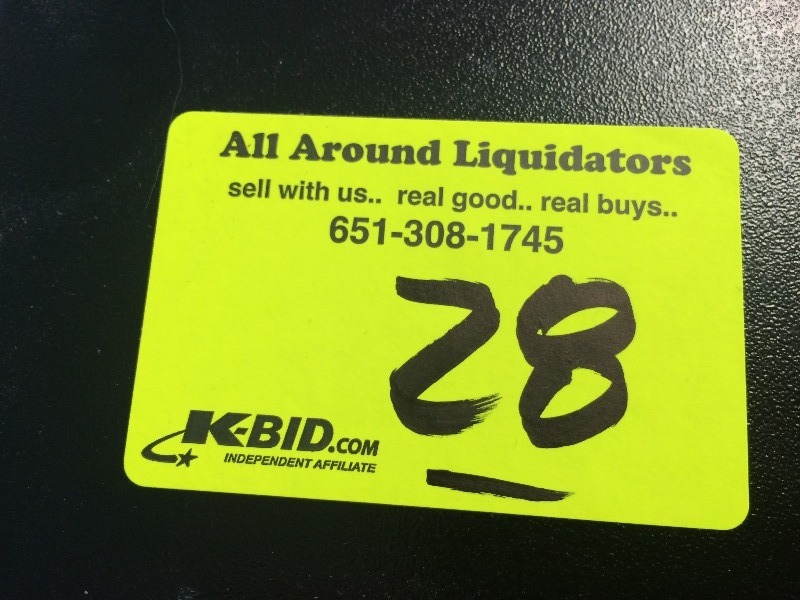 All Around Liquidators
sell with us.. real good.. real buys..
651-308-1745
28
K-BID.COM
INDEPENDENT AFFILIATE